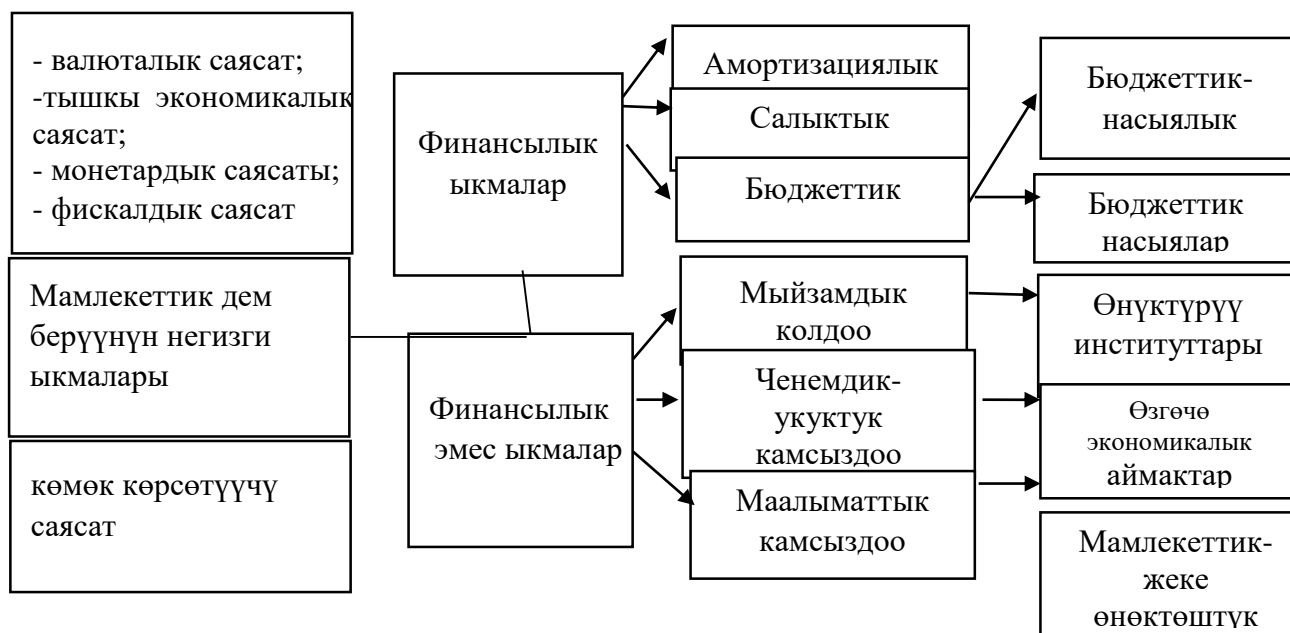 - валюталык саясат;
-тышкы экономикалык
саясат;
- монетардык саясаты;
- фискалдык саясат
Мамлекеттик дем
берүүнүн негизги
ыкмалары
көмөк көрсөтүүчү
саясат
Финансылык
ыкмалар
Финансылык
эмес ыкмалар
Амортизациялык
Салыктык
Бюджеттик
Мыйзамдык
колдоо
Ченемдик-
укуктук
камсыздоо
Маалыматтык
камсыздоо
Бюджеттик-
насыялык
Бюджеттик
насыялар
Өнүктүрүү
институттары
Өзгөчө
экономикалык
аймактар
Мамлекеттик-
жеке
өнөктөштүк